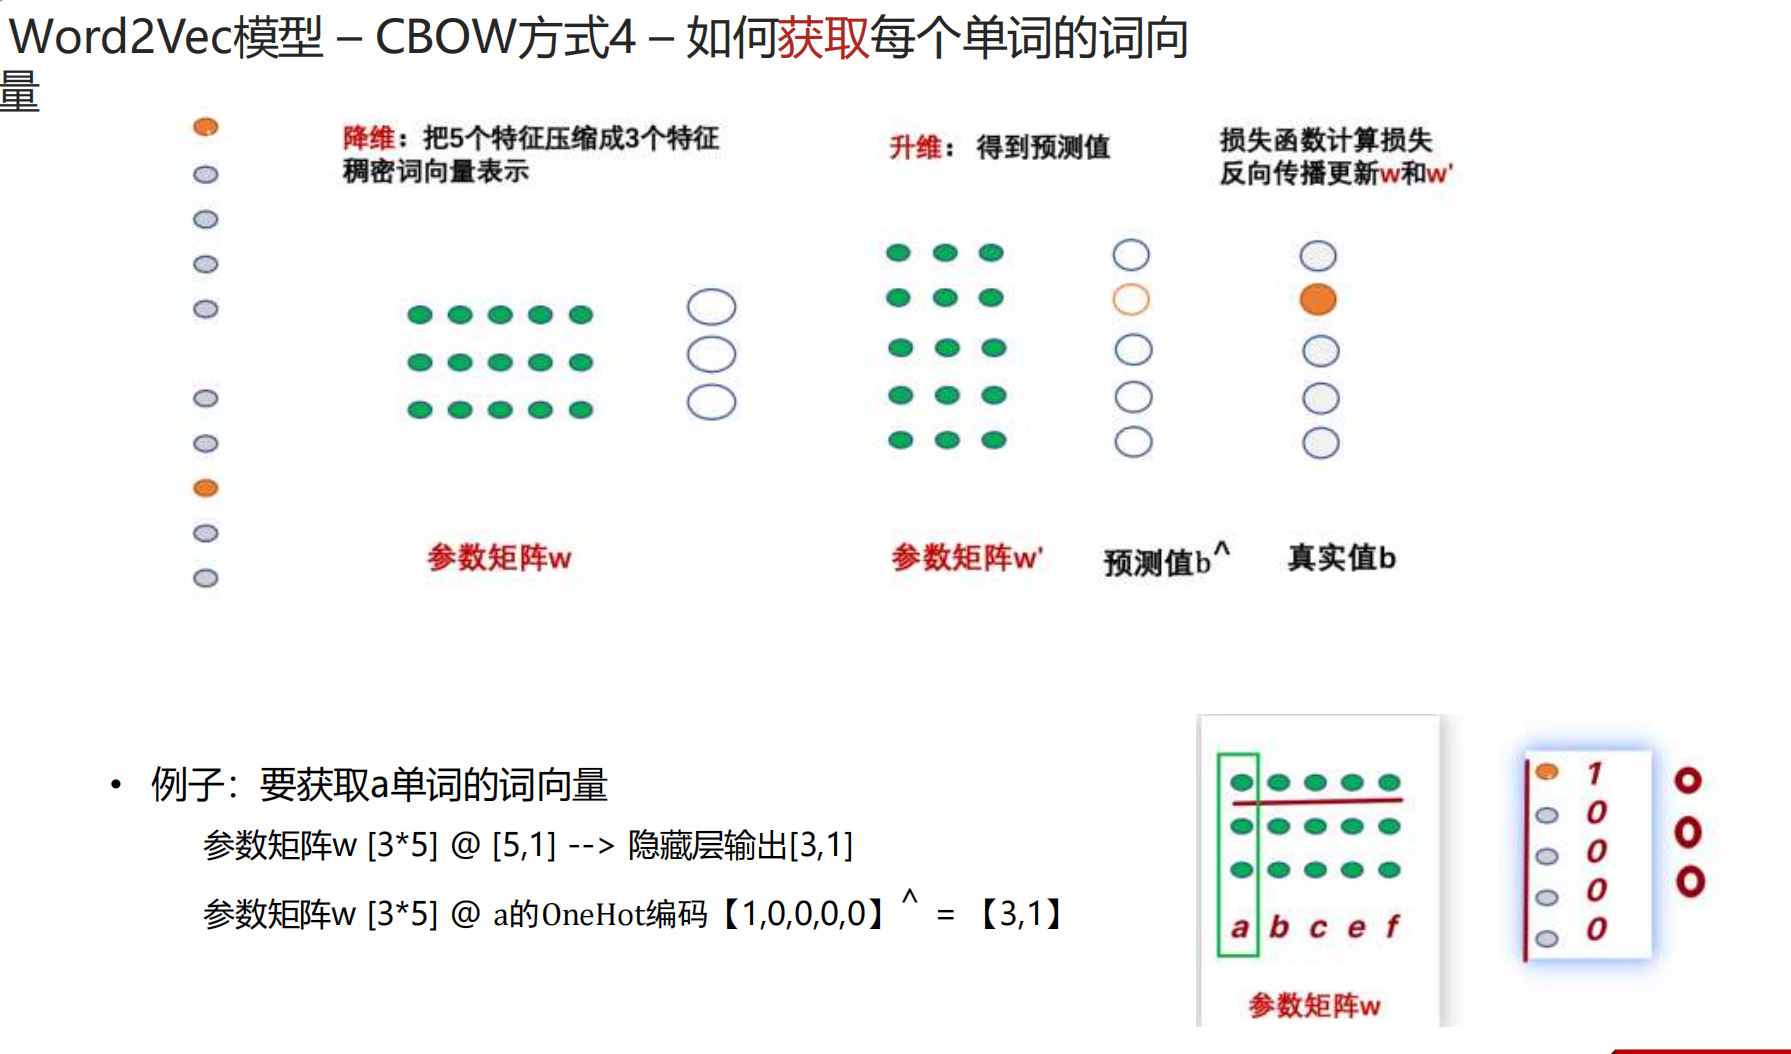 Word2Vec模型 – CBOW方式4 – 如何获取每个单词的词向
量
降维：把5个特征压缩成3个特征
稠密词向量表示
升维： 得到预测值
损失函数计算损失
反向传播更新w和w'
参数矩阵w
参数矩阵w'
预测值b^
真实值b
• 例子：要获取a单词的词向量
参数矩阵w [3*5] @ [5,1] --> 隐藏层输出[3,1]
参数矩阵w [3*5] @ a的OneHot编码【1,0,0,0,0】^ = 【3,1】
a b c e f
参数矩阵w
1
0
0
0
0